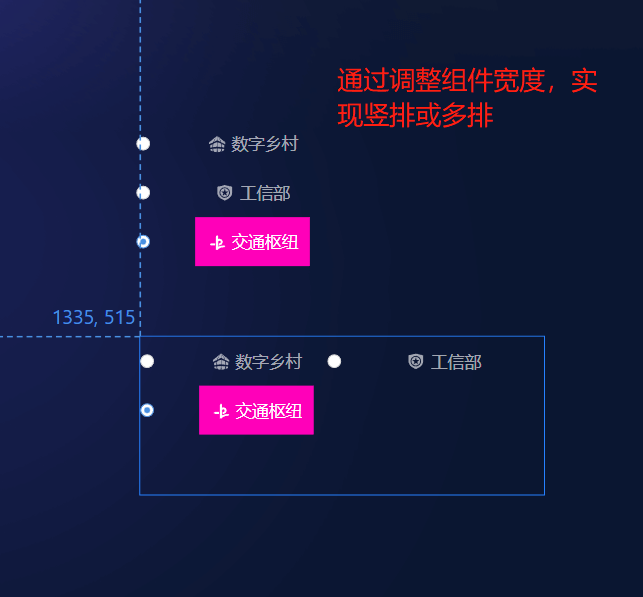 通过调整组件宽度，实
现竖排或多排
数字乡村
工信部
交通枢纽
1335, 515
数字乡村 工信部
交通枢纽